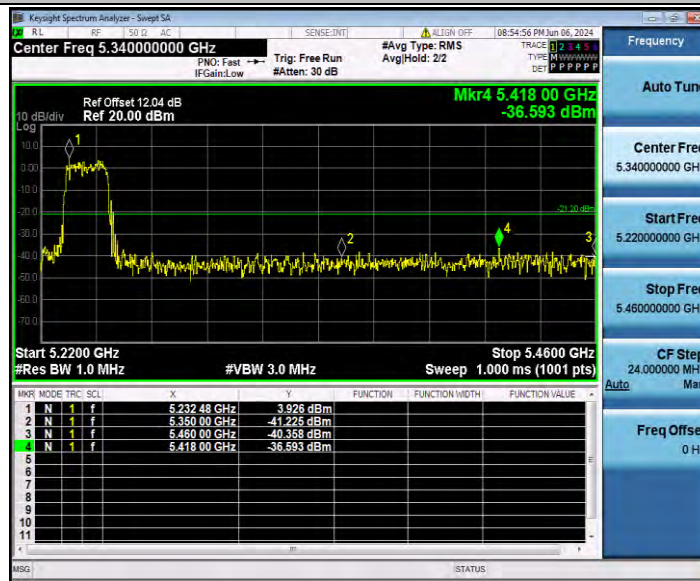 Keysight Spectrum Analyzer - Swept SA
RL RF 50 Ω AC SENSE:INT ALIGN OFF 08:54:56 PM Jun 06, 2024
Center Freq 5.340000000 GHz
PNO: Fast
IFGain:Low
Trig: Free Run
#Atten: 30 dB
#Avg Type: RMS
Avg|Hold: 2/2
TRACE 1 2 3 4 5 6
TYPE M WWWWW
DET P P P P P P
Frequency
Auto Tune
Center Freq
5.340000000 GHz
Start Freq
5.220000000 GHz
Stop Freq
5.460000000 GHz
CF Step
24.000000 MHz
Auto Man
Freq Offset
0 Hz
Ref Offset 12.04 dB
Ref 20.00 dBm
10 dB/div
Log
Mkr4 5.418 00 GHz
-36.593 dBm
10.0
0.00
-10.0
-20.0
-30.0
-40.0
-50.0
-60.0
-70.0
-21.20 dBm
1
2
4
3
Start 5.2200 GHz Stop 5.4600 GHz
#Res BW 1.0 MHz #VBW 3.0 MHz Sweep 1.000 ms (1001 pts)
MKR MODE TRC SCL X Y FUNCTION FUNCTION WIDTH FUNCTION VALUE
1 N 1 f 5.232 48 GHz 3.926 dBm
2 N 1 f 5.350 00 GHz -41.225 dBm
3 N 1 f 5.460 00 GHz -40.358 dBm
4 N 1 f 5.418 00 GHz -36.593 dBm
5
6
7
8
9
10
11
MSG STATUS